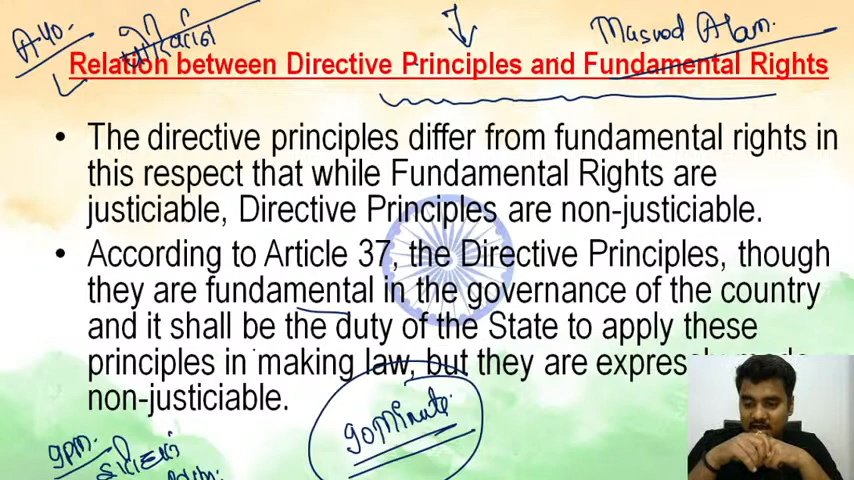 A.40.
Masood Alam.
Relation between Directive Principles and Fundamental Rights
• The directive principles differ from fundamental rights in
this respect that while Fundamental Rights are
justiciable, Directive Principles are non-justiciable.
• According to Article 37, the Directive Principles, though
they are fundamental in the governance of the country
and it shall be the duty of the State to apply these
principles in making law, but they are
non-justiciable.
90 Minute.
9pm.